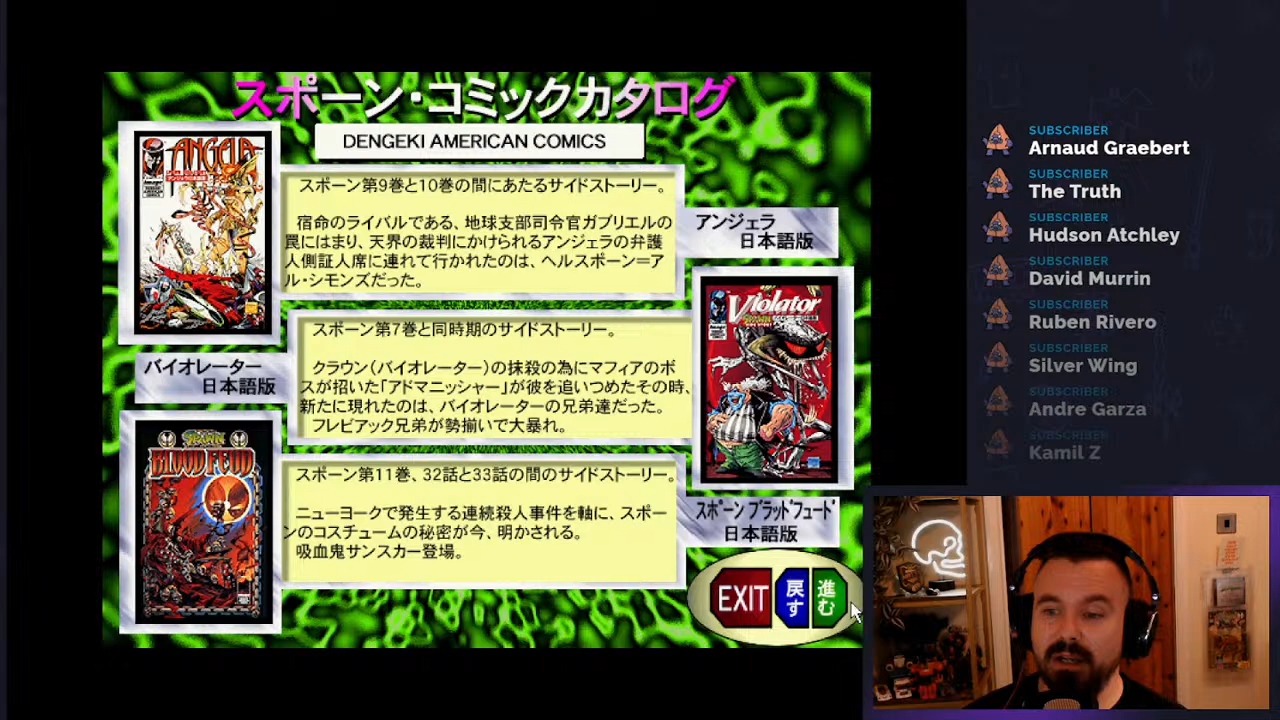 スポーン・コミックカタログ
DENGEKI AMERICAN COMICS
ANGELA
スポーン第9巻と10巻の間にあたるサイドストーリー。
宿命のライバルである、地球支部司令官ガブリエルの
罠にはまり、天界の裁判にかけられるアンジェラの弁護
人側証人席に連れて行かれたのは、ヘルスポーン＝ア
ル・シモンズだった。
アンジェラ
日本語版
Violator
スポーン第7巻と同時期のサイドストーリー。
クラウン（バイオレーター）の抹殺の為にマフィアのボ
スが招いた「アドマニッシャー」が彼を追いつめたその時、
新たに現れたのは、バイオレーターの兄弟達だった。
フレビアック兄弟が勢揃いで大暴れ。
バイオレーター
日本語版
SPAWN
BLOOD FEUD
スポーン第11巻、32話と33話の間のサイドストーリー。
ニューヨークで発生する連続殺人事件を軸に、スポー
ンのコスチュームの秘密が今、明かされる。
吸血鬼サンスカー登場。
スポーン ブラッドフュード
日本語版
EXIT
戻す
進む
SUBSCRIBER
Arnaud Graebert
SUBSCRIBER
The Truth
SUBSCRIBER
Hudson Atchley
SUBSCRIBER
David Murrin
SUBSCRIBER
Ruben Rivero
SUBSCRIBER
Silver Wing
SUBSCRIBER
Andre Garza
SUBSCRIBER
Kamil Z